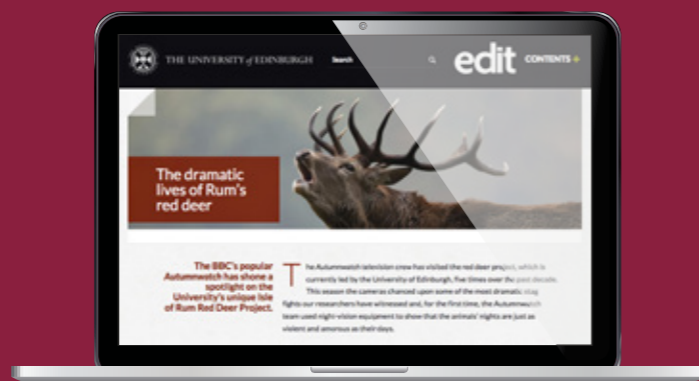 THE UNIVERSITY of EDINBURGH
Search
edit
CONTENTS +
The dramatic
lives of Rum's
red deer
The BBC's popular
Autumnwatch has shone a
spotlight on the
University's unique Isle
of Rum Red Deer Project.
The Autumnwatch television crew has visited the red deer project, which is
currently led by the University of Edinburgh, five times over the past decade.
This season the cameras chanced upon some of the most dramatic stag
fights our researchers have witnessed and, for the first time, the Autumnwatch
team used night-vision equipment to show that the animals' nights are just as
violent and amorous as their days.